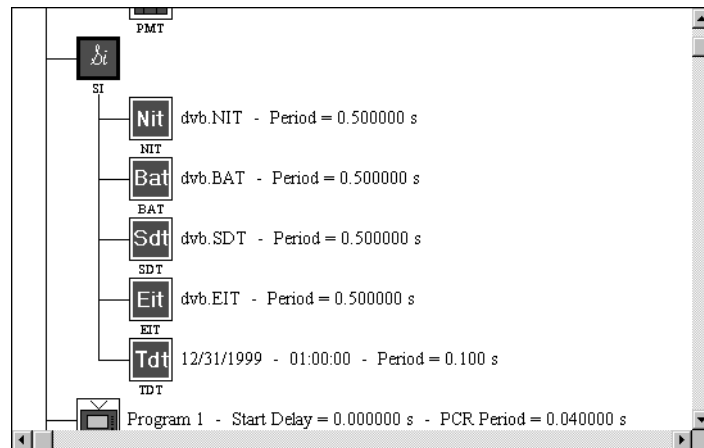 PMT
Si
SI
Nit dvb.NIT - Period = 0.500000 s
NIT
Bat dvb.BAT - Period = 0.500000 s
BAT
Sdt dvb.SDT - Period = 0.500000 s
SDT
Eit dvb.EIT - Period = 0.500000 s
EIT
Tdt 12/31/1999 - 01:00:00 - Period = 0.100 s
TDT
Program 1 - Start Delay = 0.000000 s - PCR Period = 0.040000 s